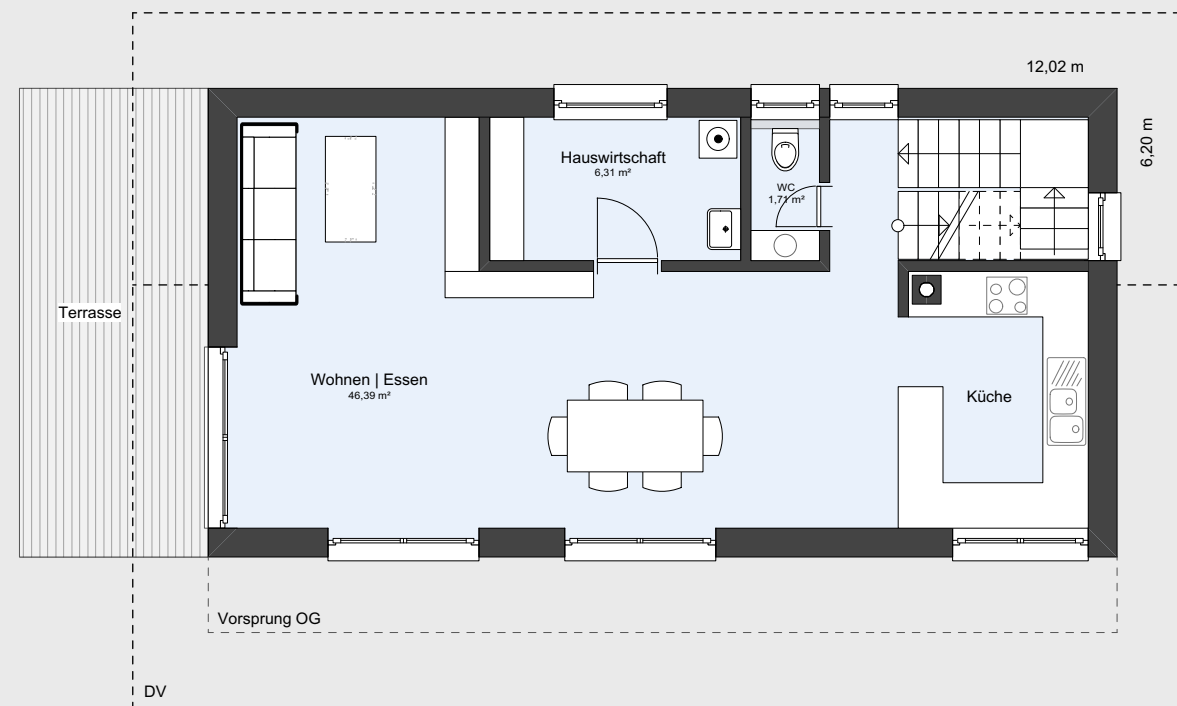 12,02 m
6,20 m
Hauswirtschaft
6,31 m²
WC
1,71 m²
Terrasse
Wohnen | Essen
46,39 m²
Küche
Vorsprung OG
DV